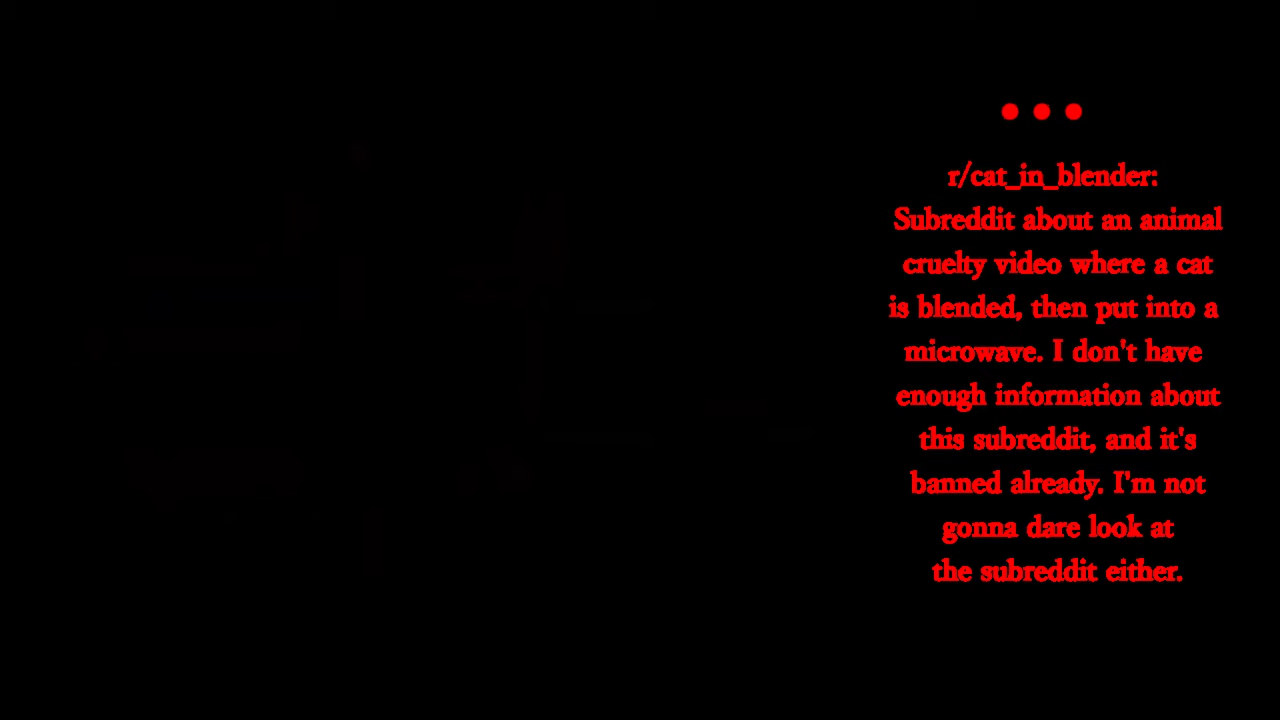 ● ● ●
r/cat_in_blender:
Subreddit about an animal
cruelty video where a cat
is blended, then put into a
microwave. I don't have
enough information about
this subreddit, and it's
banned already. I'm not
gonna dare look at
the subreddit either.